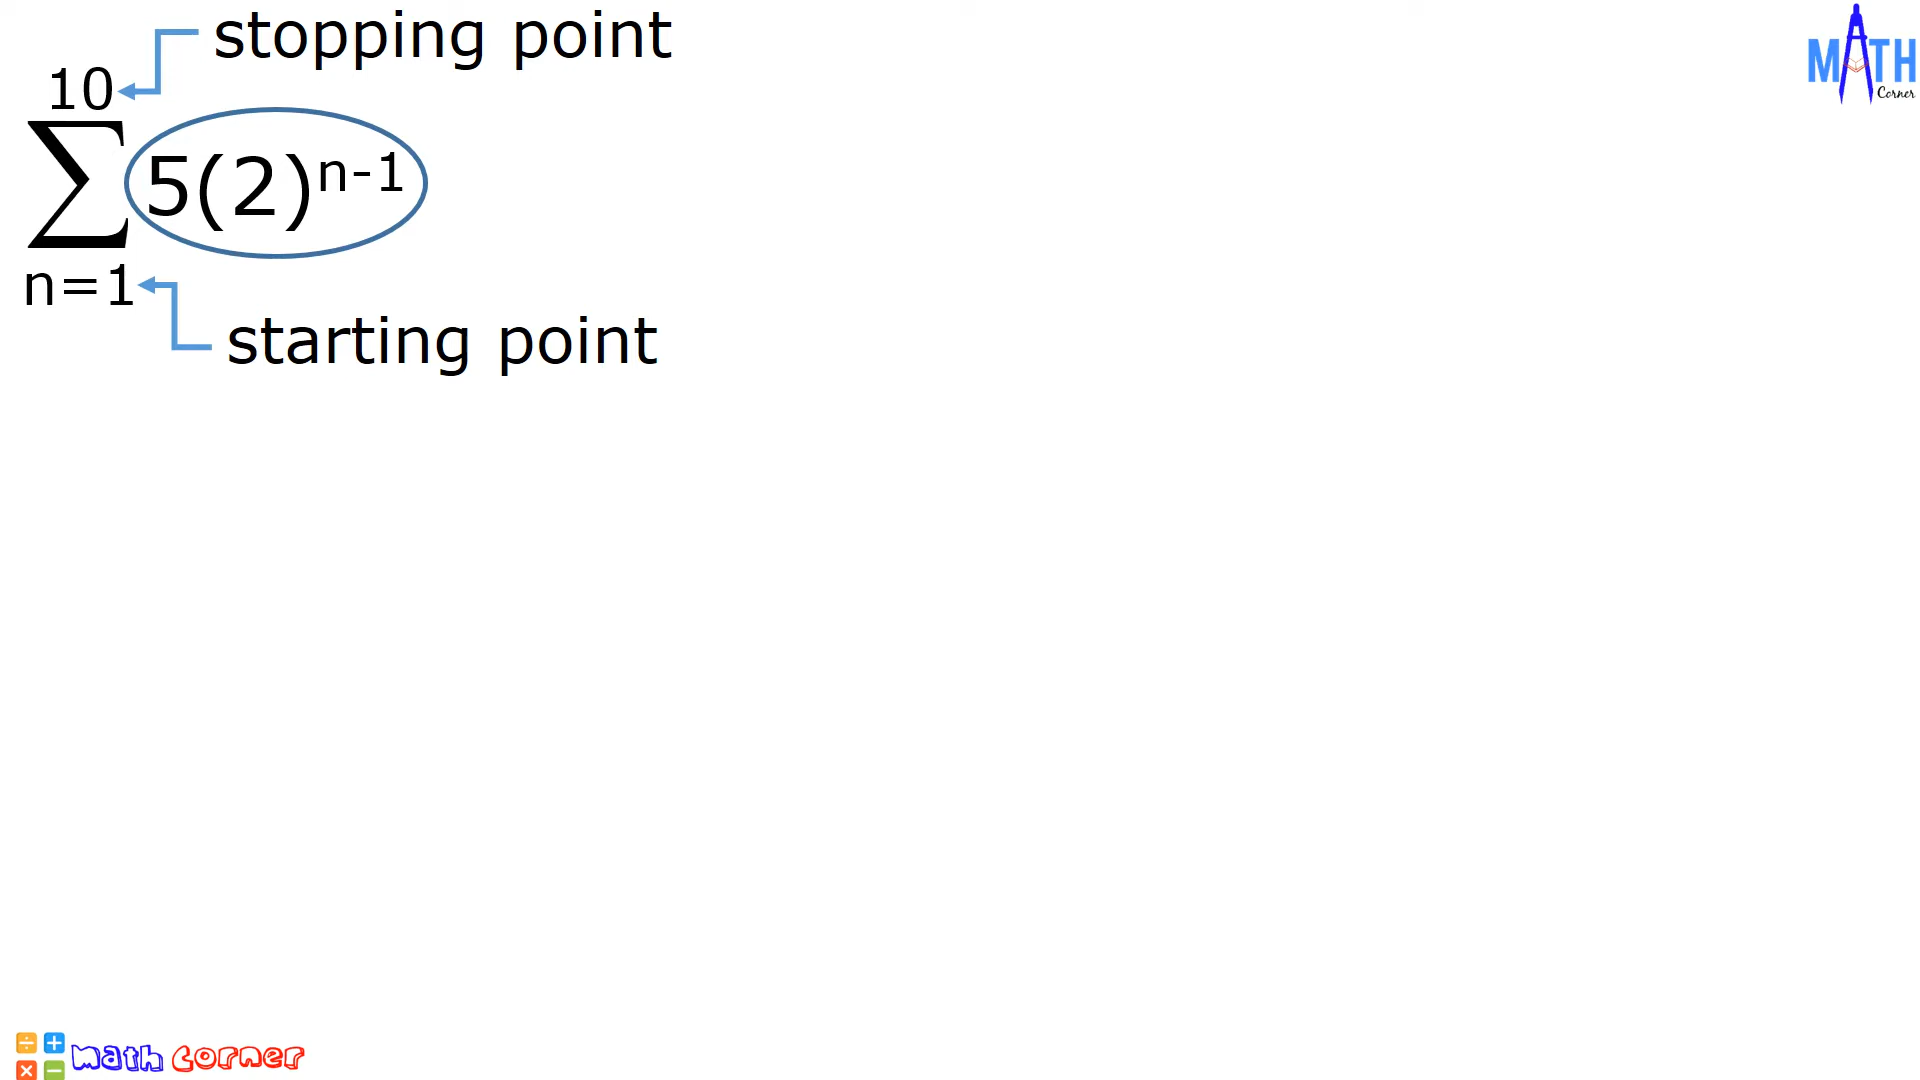 stopping point
10
∑ 5(2)ⁿ⁻¹
n=1
starting point
MATH
Corner
math corner